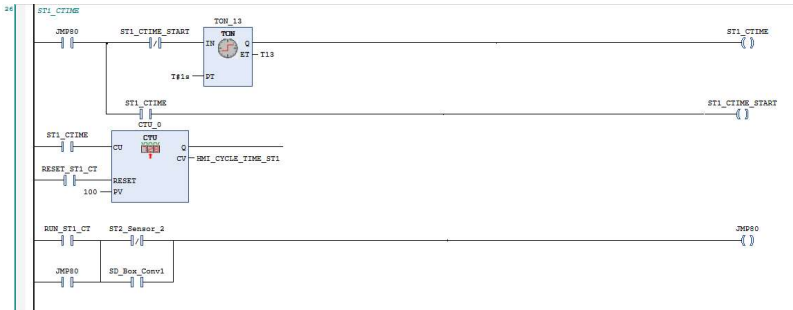 26
ST1_CTIME
TON_13
JMP80 ST1_CTIME_START TON ST1_CTIME
IN Q
ET T13
T#1s PT
ST1_CTIME ST1_CTIME_START
CTU_0
ST1_CTIME CTU
CU Q
CV HMI_CYCLE_TIME_ST1
RESET_ST1_CT RESET
100 PV
RUN_ST1_CT ST2_Sensor_2 JMP80
JMP80 SD_Box_Conv1